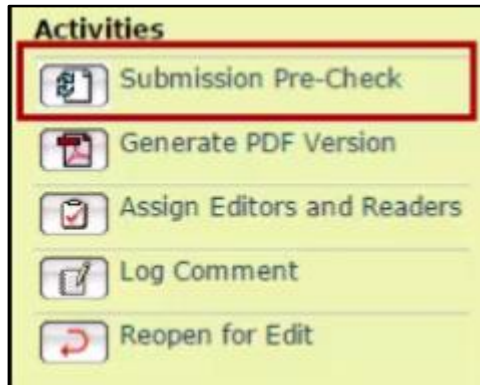 Activities
Submission Pre-Check
Generate PDF Version
Assign Editors and Readers
Log Comment
Reopen for Edit